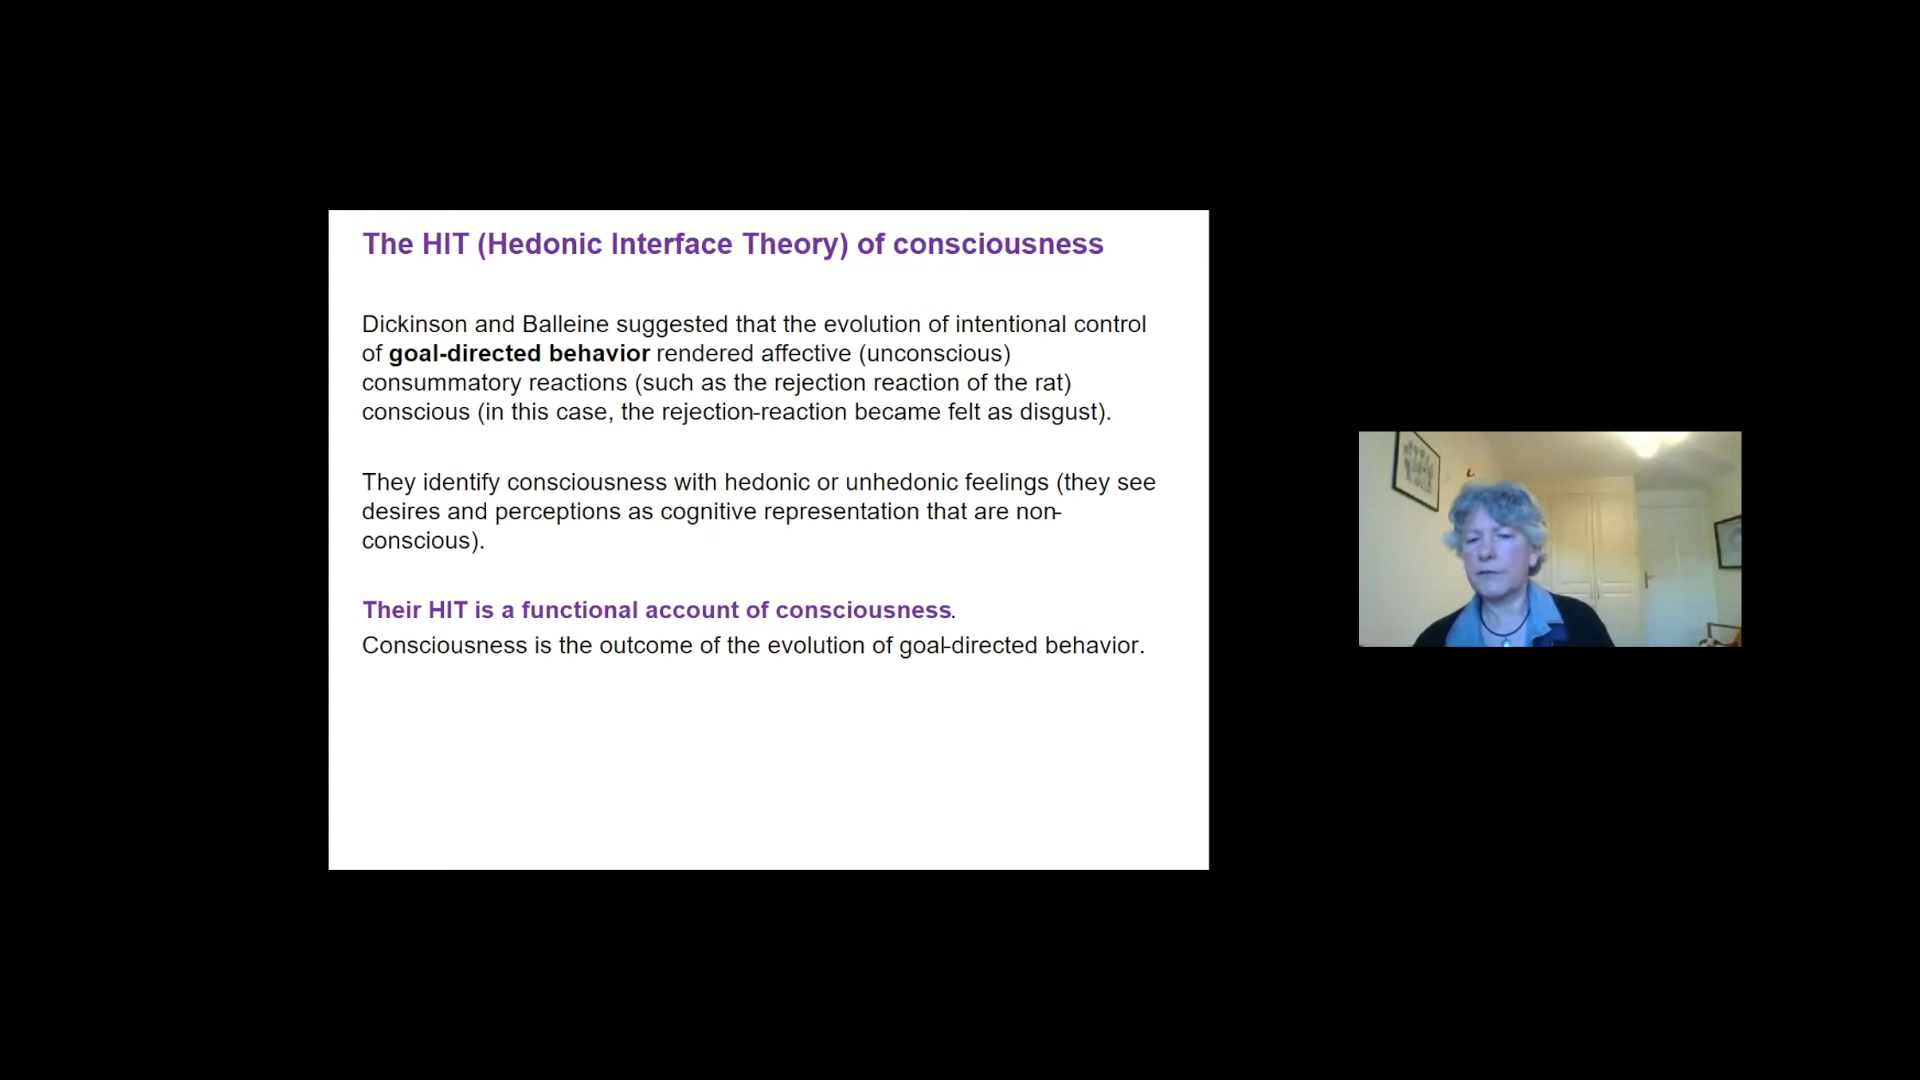 The HIT (Hedonic Interface Theory) of consciousness
Dickinson and Balleine suggested that the evolution of intentional control
of goal-directed behavior rendered affective (unconscious)
consummatory reactions (such as the rejection reaction of the rat)
conscious (in this case, the rejection-reaction became felt as disgust).
They identify consciousness with hedonic or unhedonic feelings (they see
desires and perceptions as cognitive representation that are non-
conscious).
Their HIT is a functional account of consciousness.
Consciousness is the outcome of the evolution of goal-directed behavior.